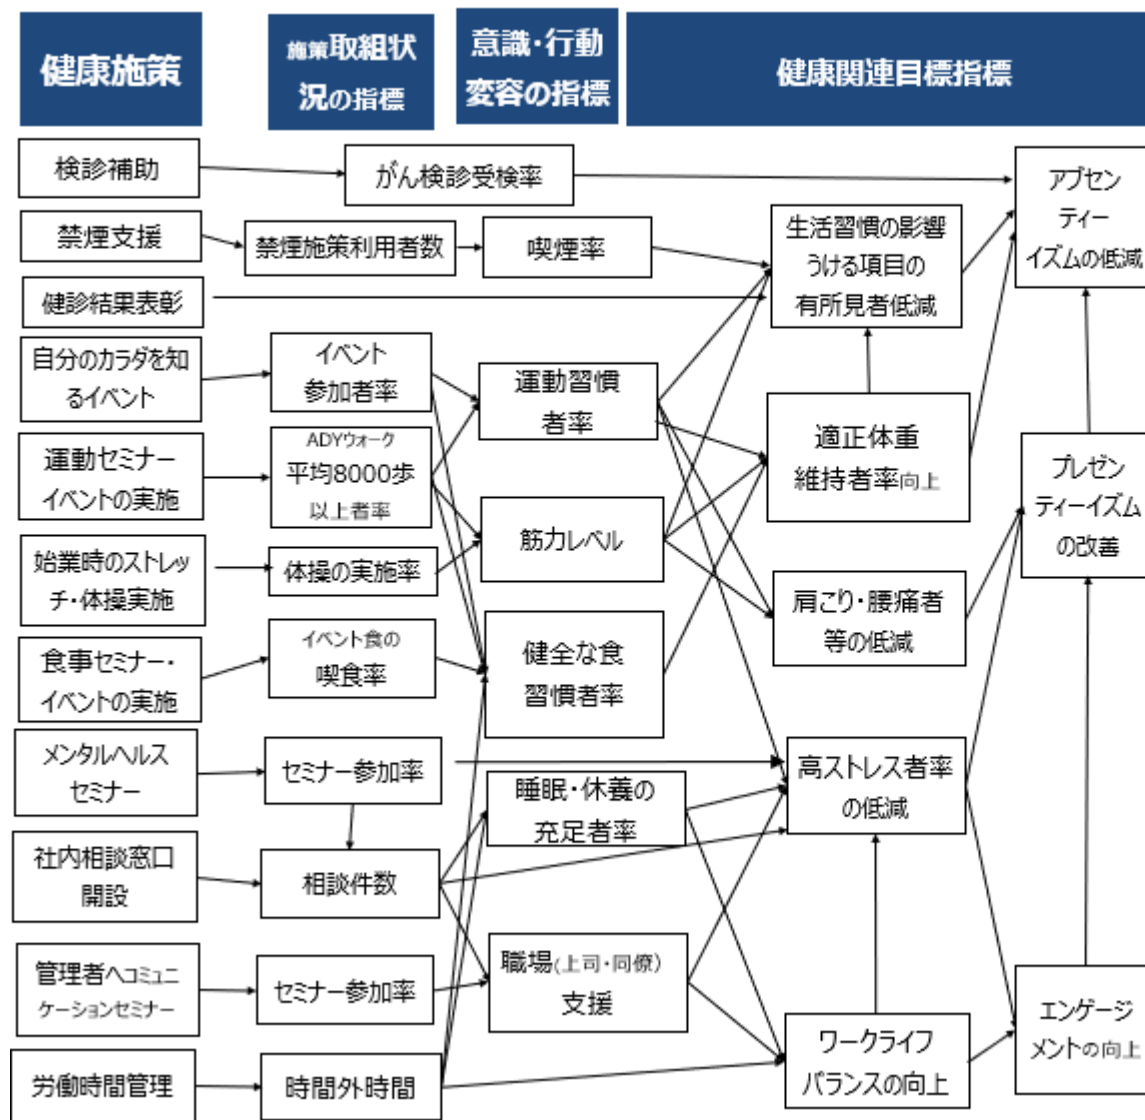 健康施策
施策取組状
況の指標
意識・行動
変容の指標
健康関連目標指標
検診補助
がん検診受検率
アブセン
ティー
イズムの低減
禁煙支援
禁煙施策利用者数
喫煙率
生活習慣の影響
うける項目の
有所見者低減
健診結果表彰
自分のカラダを知
るイベント
イベント
参加者率
運動習慣
者率
適正体重
維持者率向上
運動セミナー
イベントの実施
ADYウォーク
平均8000歩
以上者率
プレゼン
ティーイズム
の改善
筋力レベル
始業時のストレッ
チ・体操実施
体操の実施率
肩こり・腰痛者
等の低減
食事セミナー・
イベントの実施
イベント食の
喫食率
健全な食
習慣者率
メンタルヘルス
セミナー
セミナー参加率
高ストレス者率
の低減
睡眠・休養の
充足者率
社内相談窓口
開設
相談件数
管理者へコミュニ
ケーションセミナー
セミナー参加率
職場(上司・同僚)
支援
エンゲージ
メントの向上
労働時間管理
時間外時間
ワークライフ
バランスの向上